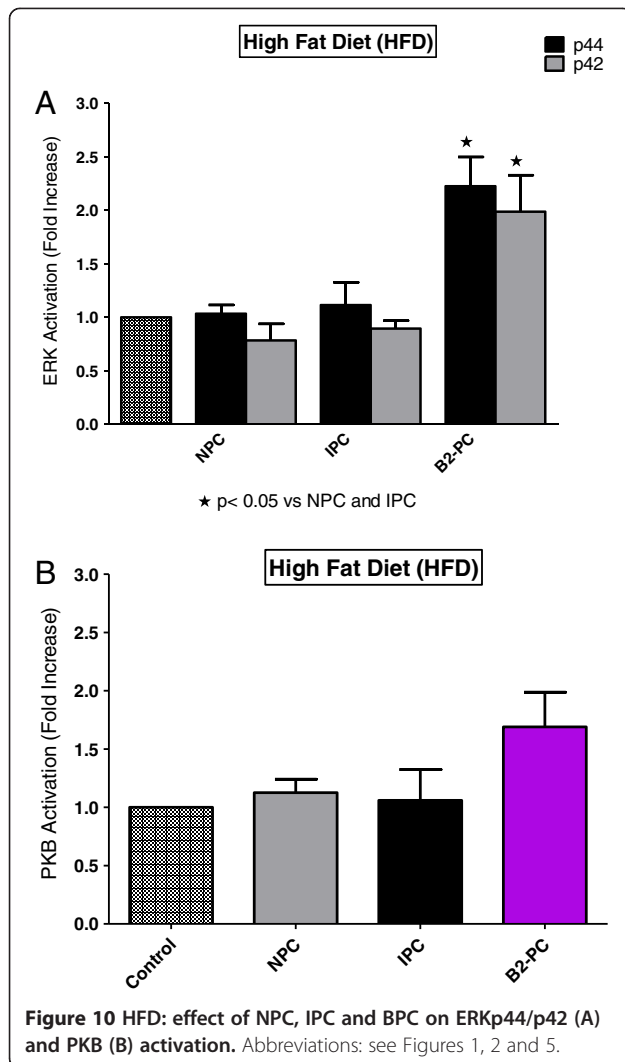 High Fat Diet (HFD)
p44
p42
A
ERK Activation (Fold Increase)
3.0
2.5
2.0
1.5
1.0
0.5
0.0
NPC
IPC
B2-PC
★ p< 0.05 vs NPC and IPC
B
High Fat Diet (HFD)
PKB Activation (Fold Increase)
3.0
2.5
2.0
1.5
1.0
0.5
0.0
Control
NPC
IPC
B2-PC
Figure 10 HFD: effect of NPC, IPC and BPC on ERKp44/p42 (A)
and PKB (B) activation. Abbreviations: see Figures 1, 2 and 5.